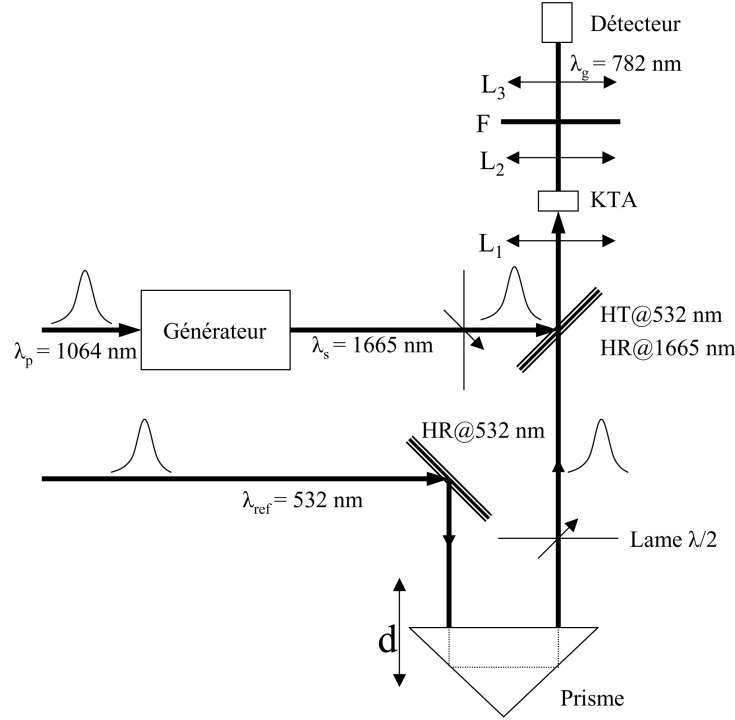 Détecteur
λg = 782 nm
L3
F
L2
KTA
L1
Générateur
HT@532 nm
HR@1665 nm
λp = 1064 nm
λs = 1665 nm
HR@532 nm
λref = 532 nm
Lame λ/2
d
Prisme